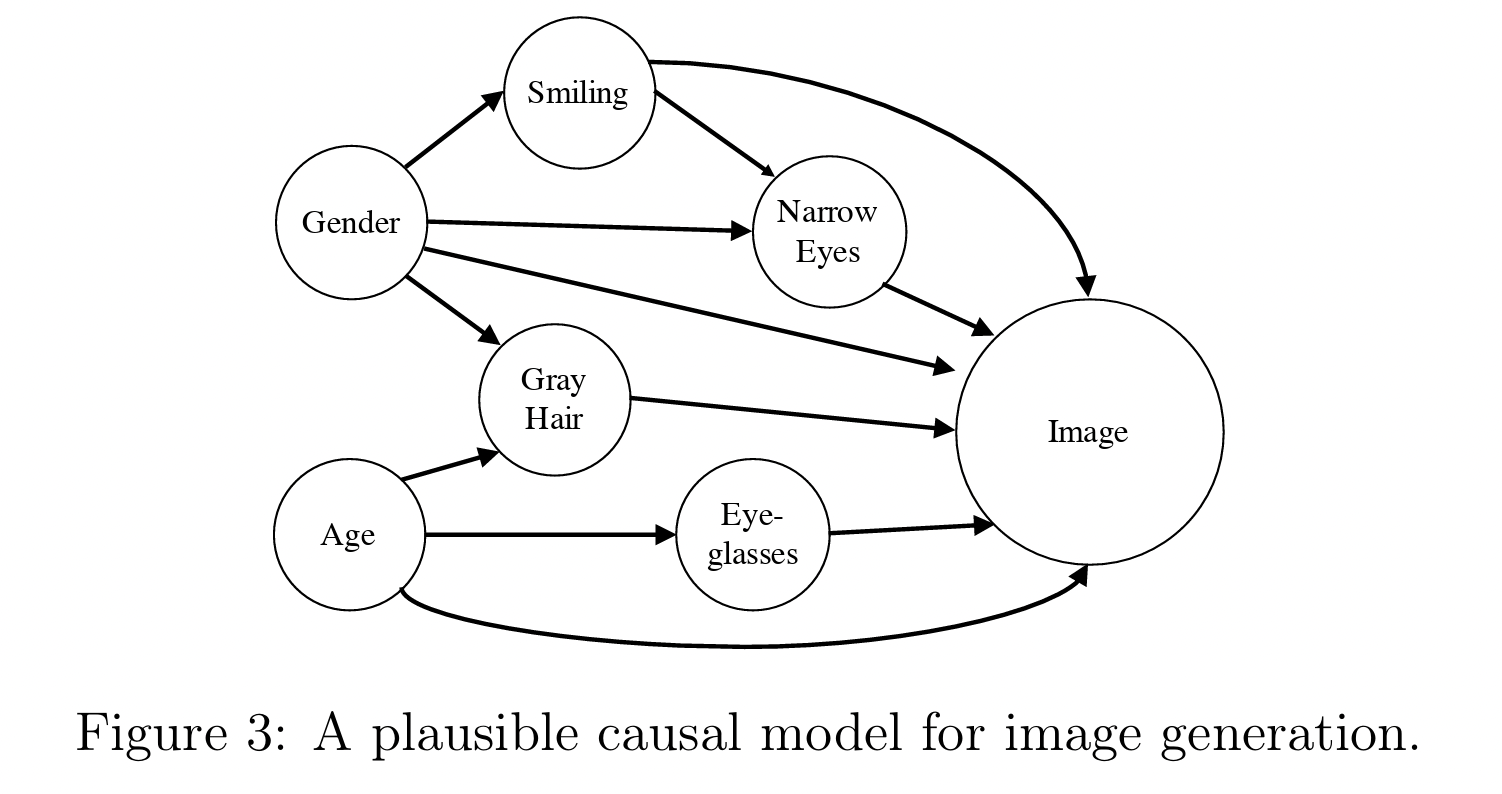 Smiling
Gender
Narrow
Eyes
Gray
Hair
Image
Age
Eye-
glasses
Figure 3: A plausible causal model for image generation.